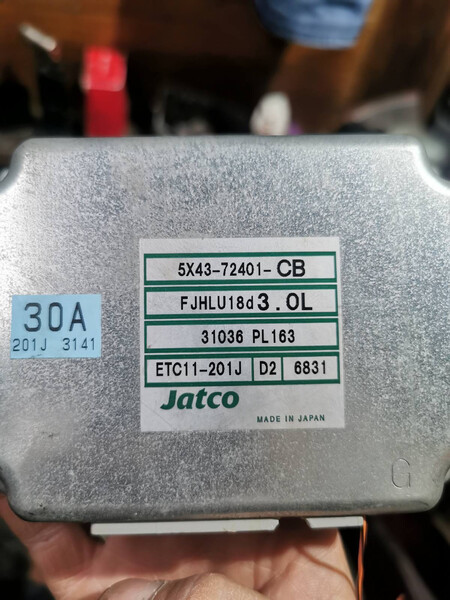 5X43-72401-CB
FJHLU18d3.0L
31036 PL163
ETC11-201J D2 6831
Jatco
MADE IN JAPAN
30A
201J 3141
G